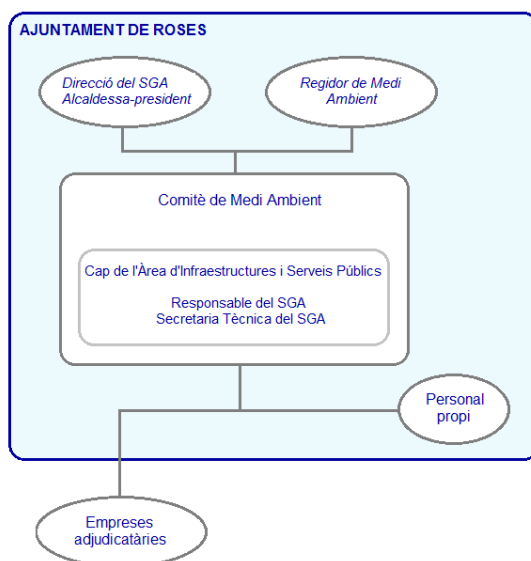 AJUNTAMENT DE ROSES
Direcció del SGA
Alcaldessa-president
Regidor de Medi
Ambient
Comitè de Medi Ambient
Cap de l'Àrea d'Infraestructures i Serveis Públics
Responsable del SGA
Secretaria Tècnica del SGA
Personal
propi
Empreses
adjudicatàries